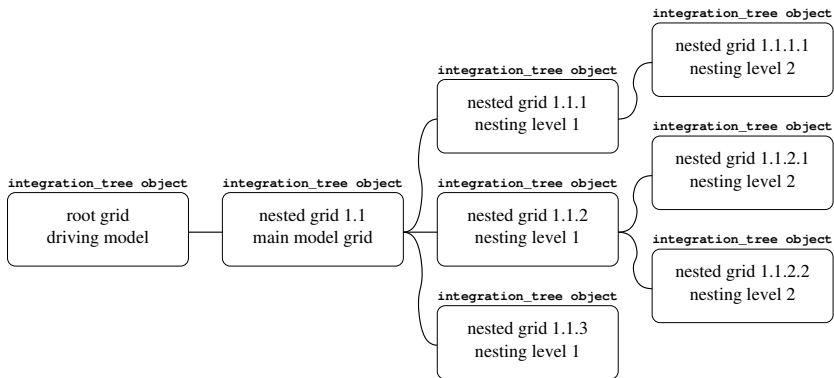 integration_tree object
root grid
driving model
integration_tree object
nested grid 1.1
main model grid
integration_tree object
nested grid 1.1.1
nesting level 1
integration_tree object
nested grid 1.1.2
nesting level 1
integration_tree object
nested grid 1.1.3
nesting level 1
integration_tree object
nested grid 1.1.1.1
nesting level 2
integration_tree object
nested grid 1.1.2.1
nesting level 2
integration_tree object
nested grid 1.1.2.2
nesting level 2